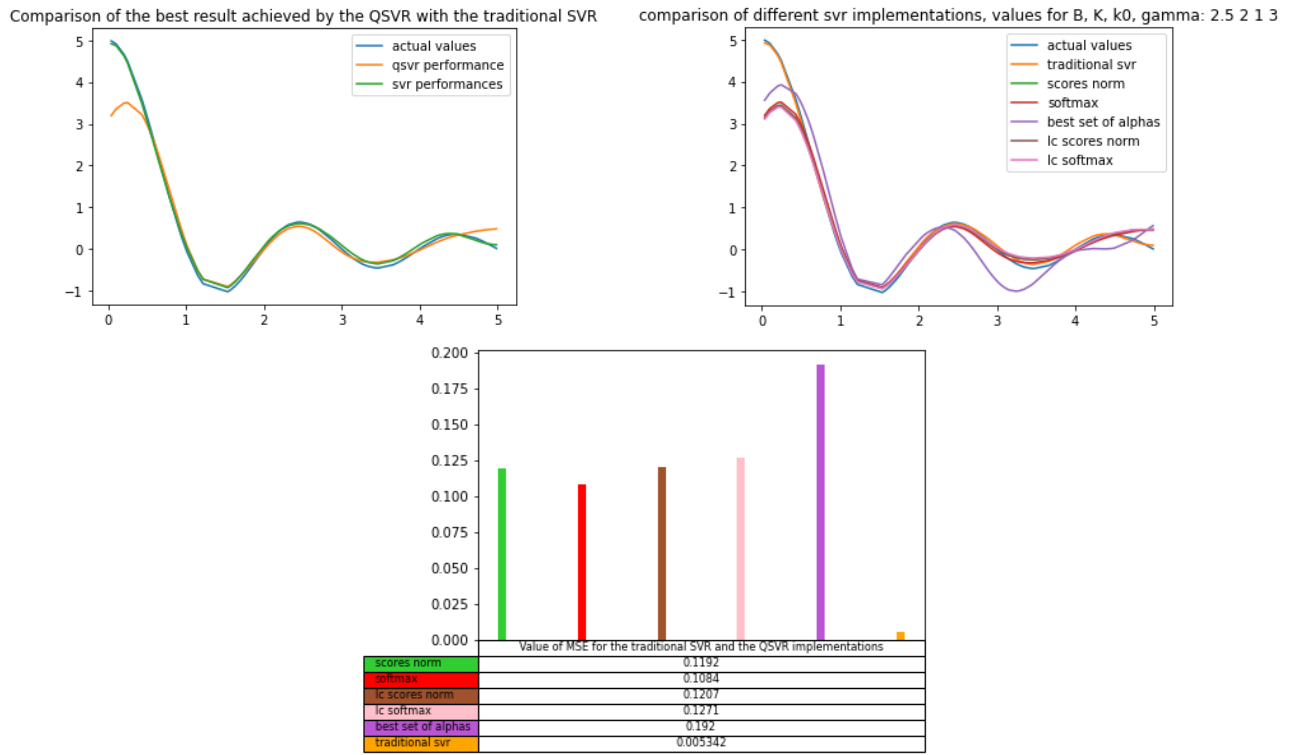 Comparison of the best result achieved by the QSVR with the traditional SVR
5
4
3
2
1
0
−1
0 1 2 3 4 5
actual values
qsvr performance
svr performances
comparison of different svr implementations, values for B, K, k0, gamma: 2.5 2 1 3
5
4
3
2
1
0
−1
0 1 2 3 4 5
actual values
traditional svr
scores norm
softmax
best set of alphas
lc scores norm
lc softmax
0.200
0.175
0.150
0.125
0.100
0.075
0.050
0.025
0.000
Value of MSE for the traditional SVR and the QSVR implementations
scores norm 0.1192
softmax 0.1084
lc scores norm 0.1207
lc softmax 0.1271
best set of alphas 0.192
traditional svr 0.005342